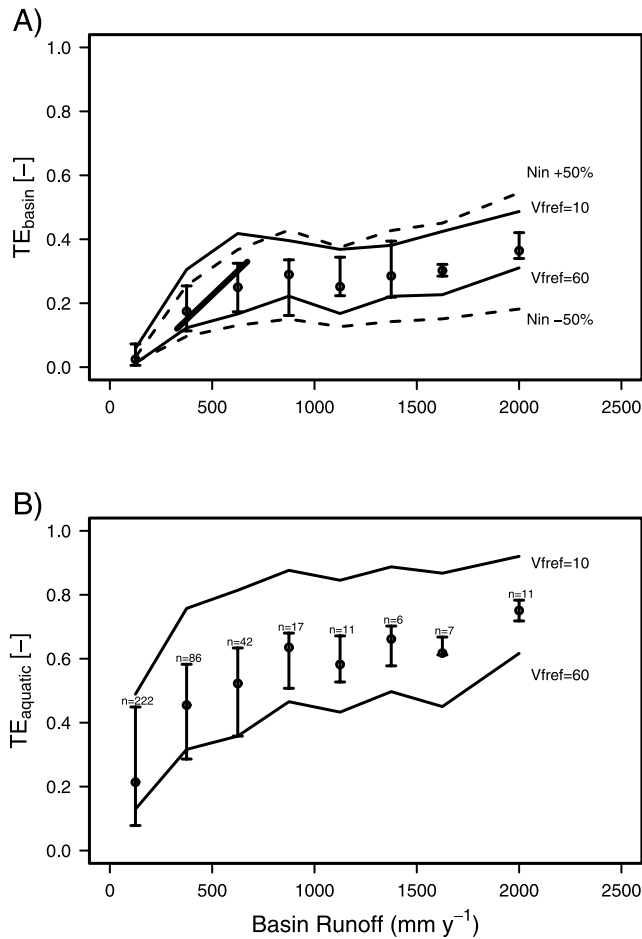 A)
1.0
0.8
0.6
0.4
0.2
0.0
TE_basin [−]
Nin +50%
Vfref=10
Vfref=60
Nin −50%
0 500 1000 1500 2000 2500
B)
1.0
0.8
0.6
0.4
0.2
0.0
TE_aquatic [−]
Vfref=10
n=11
n=17
n=6
n=11
n=7
n=42
n=86
n=222
Vfref=60
0 500 1000 1500 2000 2500
Basin Runoff (mm y⁻¹)